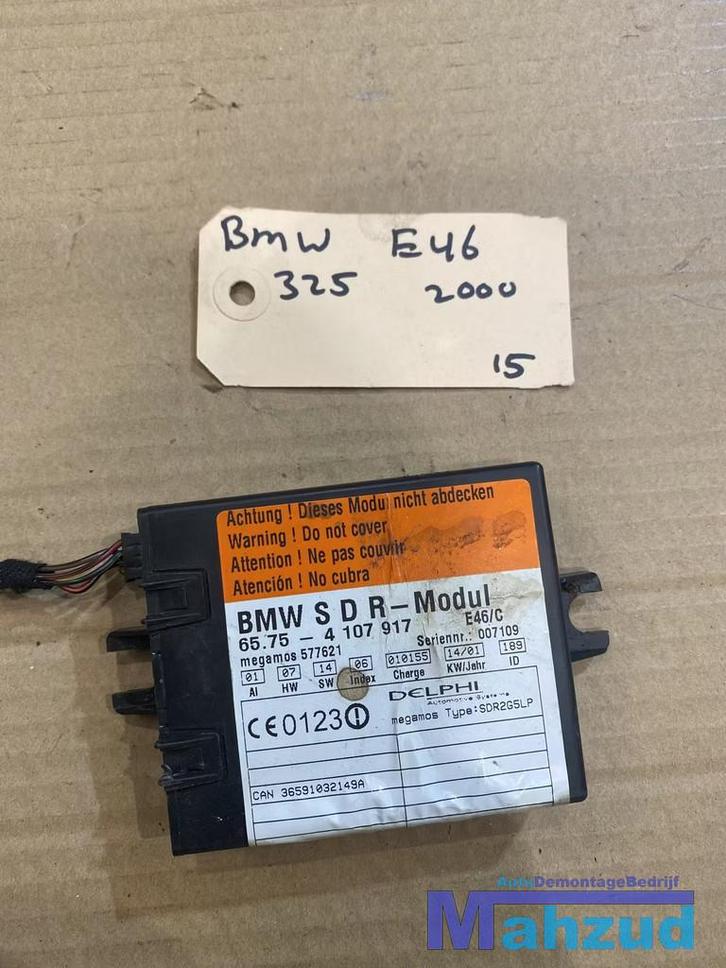 BMW E46
325 2000
15
Achtung ! Dieses Modu nicht abdecken
Warning ! Do not cover
Attention ! Ne pas couvrir
Atención ! No cubra
BMW S D R - Modul
65.75 - 4 107 917 E46/C
megamos 577621 Seriennr.: 007109
01 07 14 06 010155 14/01 189
AI HW SW Index Charge KW/Jahr ID
DELPHI
Automotive Systems
CE0123
megamos Type:SDR2G5LP
CAN 36591032149A
AutoDemontageBedrijf
Mahzud